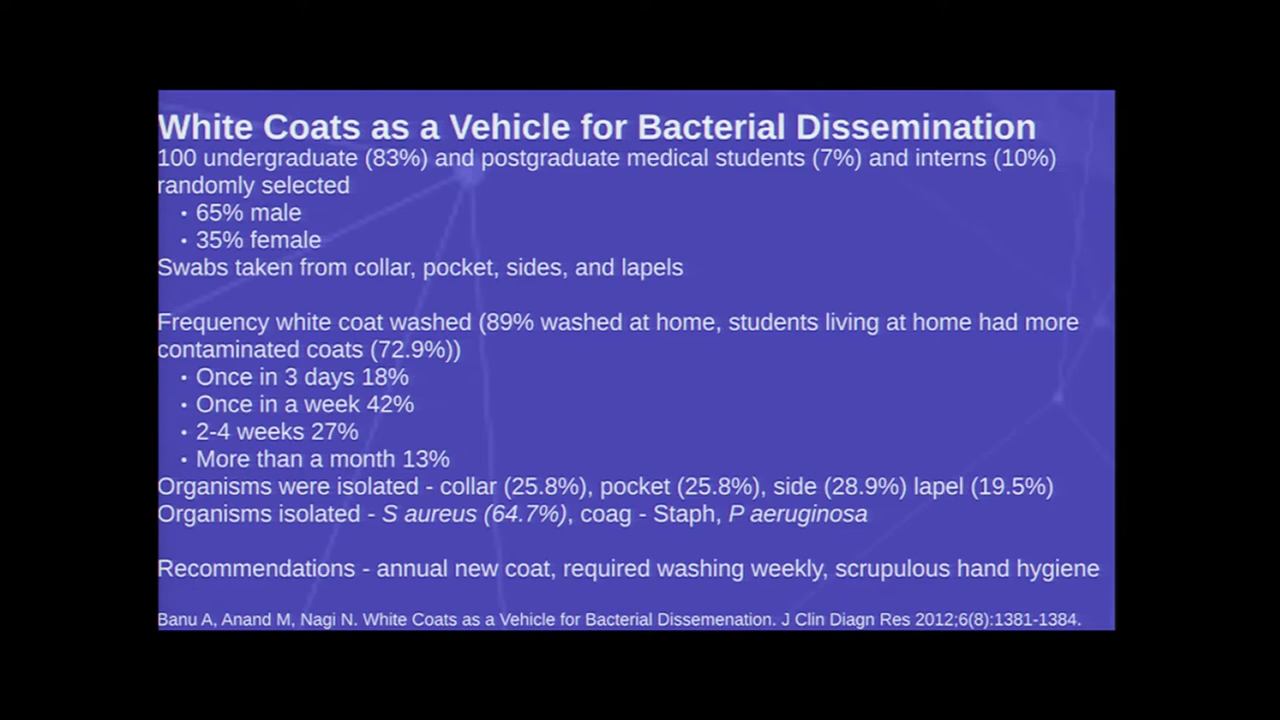 White Coats as a Vehicle for Bacterial Dissemination
100 undergraduate (83%) and postgraduate medical students (7%) and interns (10%)
randomly selected
• 65% male
• 35% female
Swabs taken from collar, pocket, sides, and lapels
Frequency white coat washed (89% washed at home, students living at home had more
contaminated coats (72.9%))
• Once in 3 days 18%
• Once in a week 42%
• 2-4 weeks 27%
• More than a month 13%
Organisms were isolated - collar (25.8%), pocket (25.8%), side (28.9%) lapel (19.5%)
Organisms isolated - S aureus (64.7%), coag - Staph, P aeruginosa
Recommendations - annual new coat, required washing weekly, scrupulous hand hygiene
Banu A, Anand M, Nagi N. White Coats as a Vehicle for Bacterial Dissemenation. J Clin Diagn Res 2012;6(8):1381-1384.